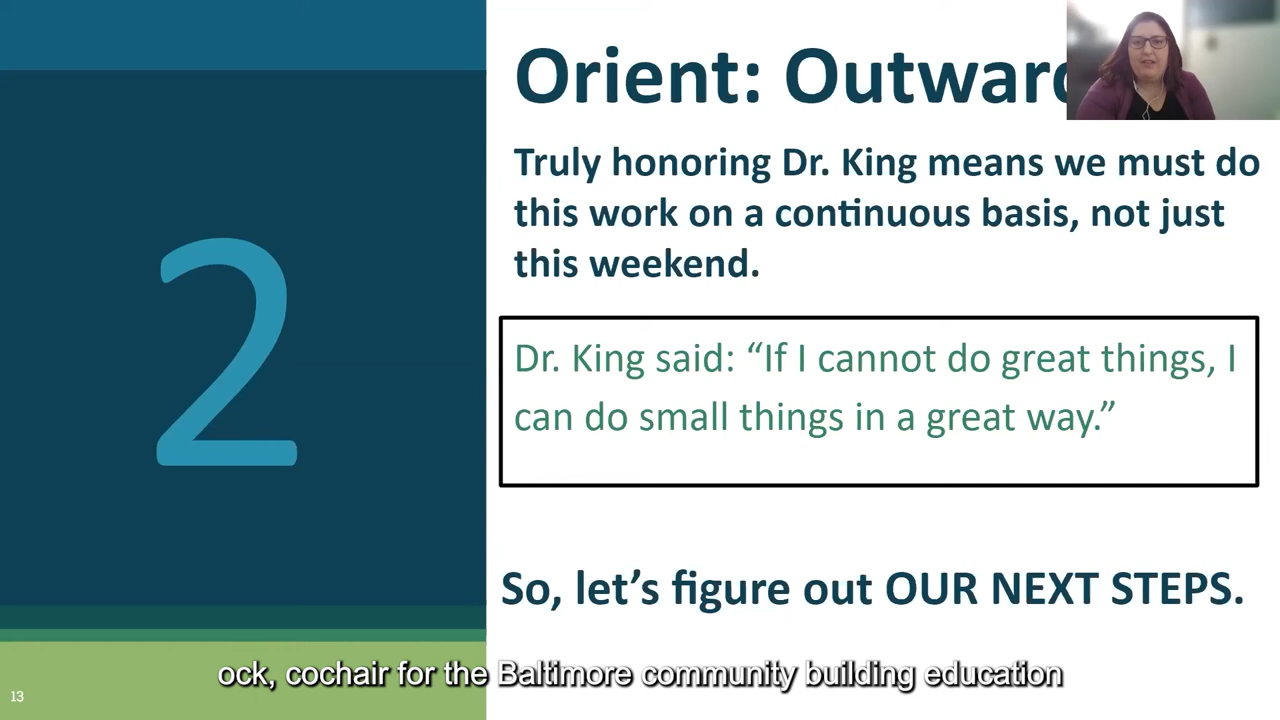 Orient: Outward
Truly honoring Dr. King means we must do
this work on a continuous basis, not just
this weekend.
2
Dr. King said: “If I cannot do great things, I
can do small things in a great way.”
So, let’s figure out OUR NEXT STEPS.
ock, cochair for the Baltimore community building education
13